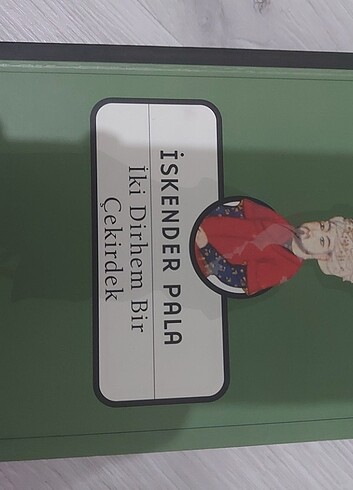 İSKENDER PALA
İki Dirhem Bir
Çekirdek